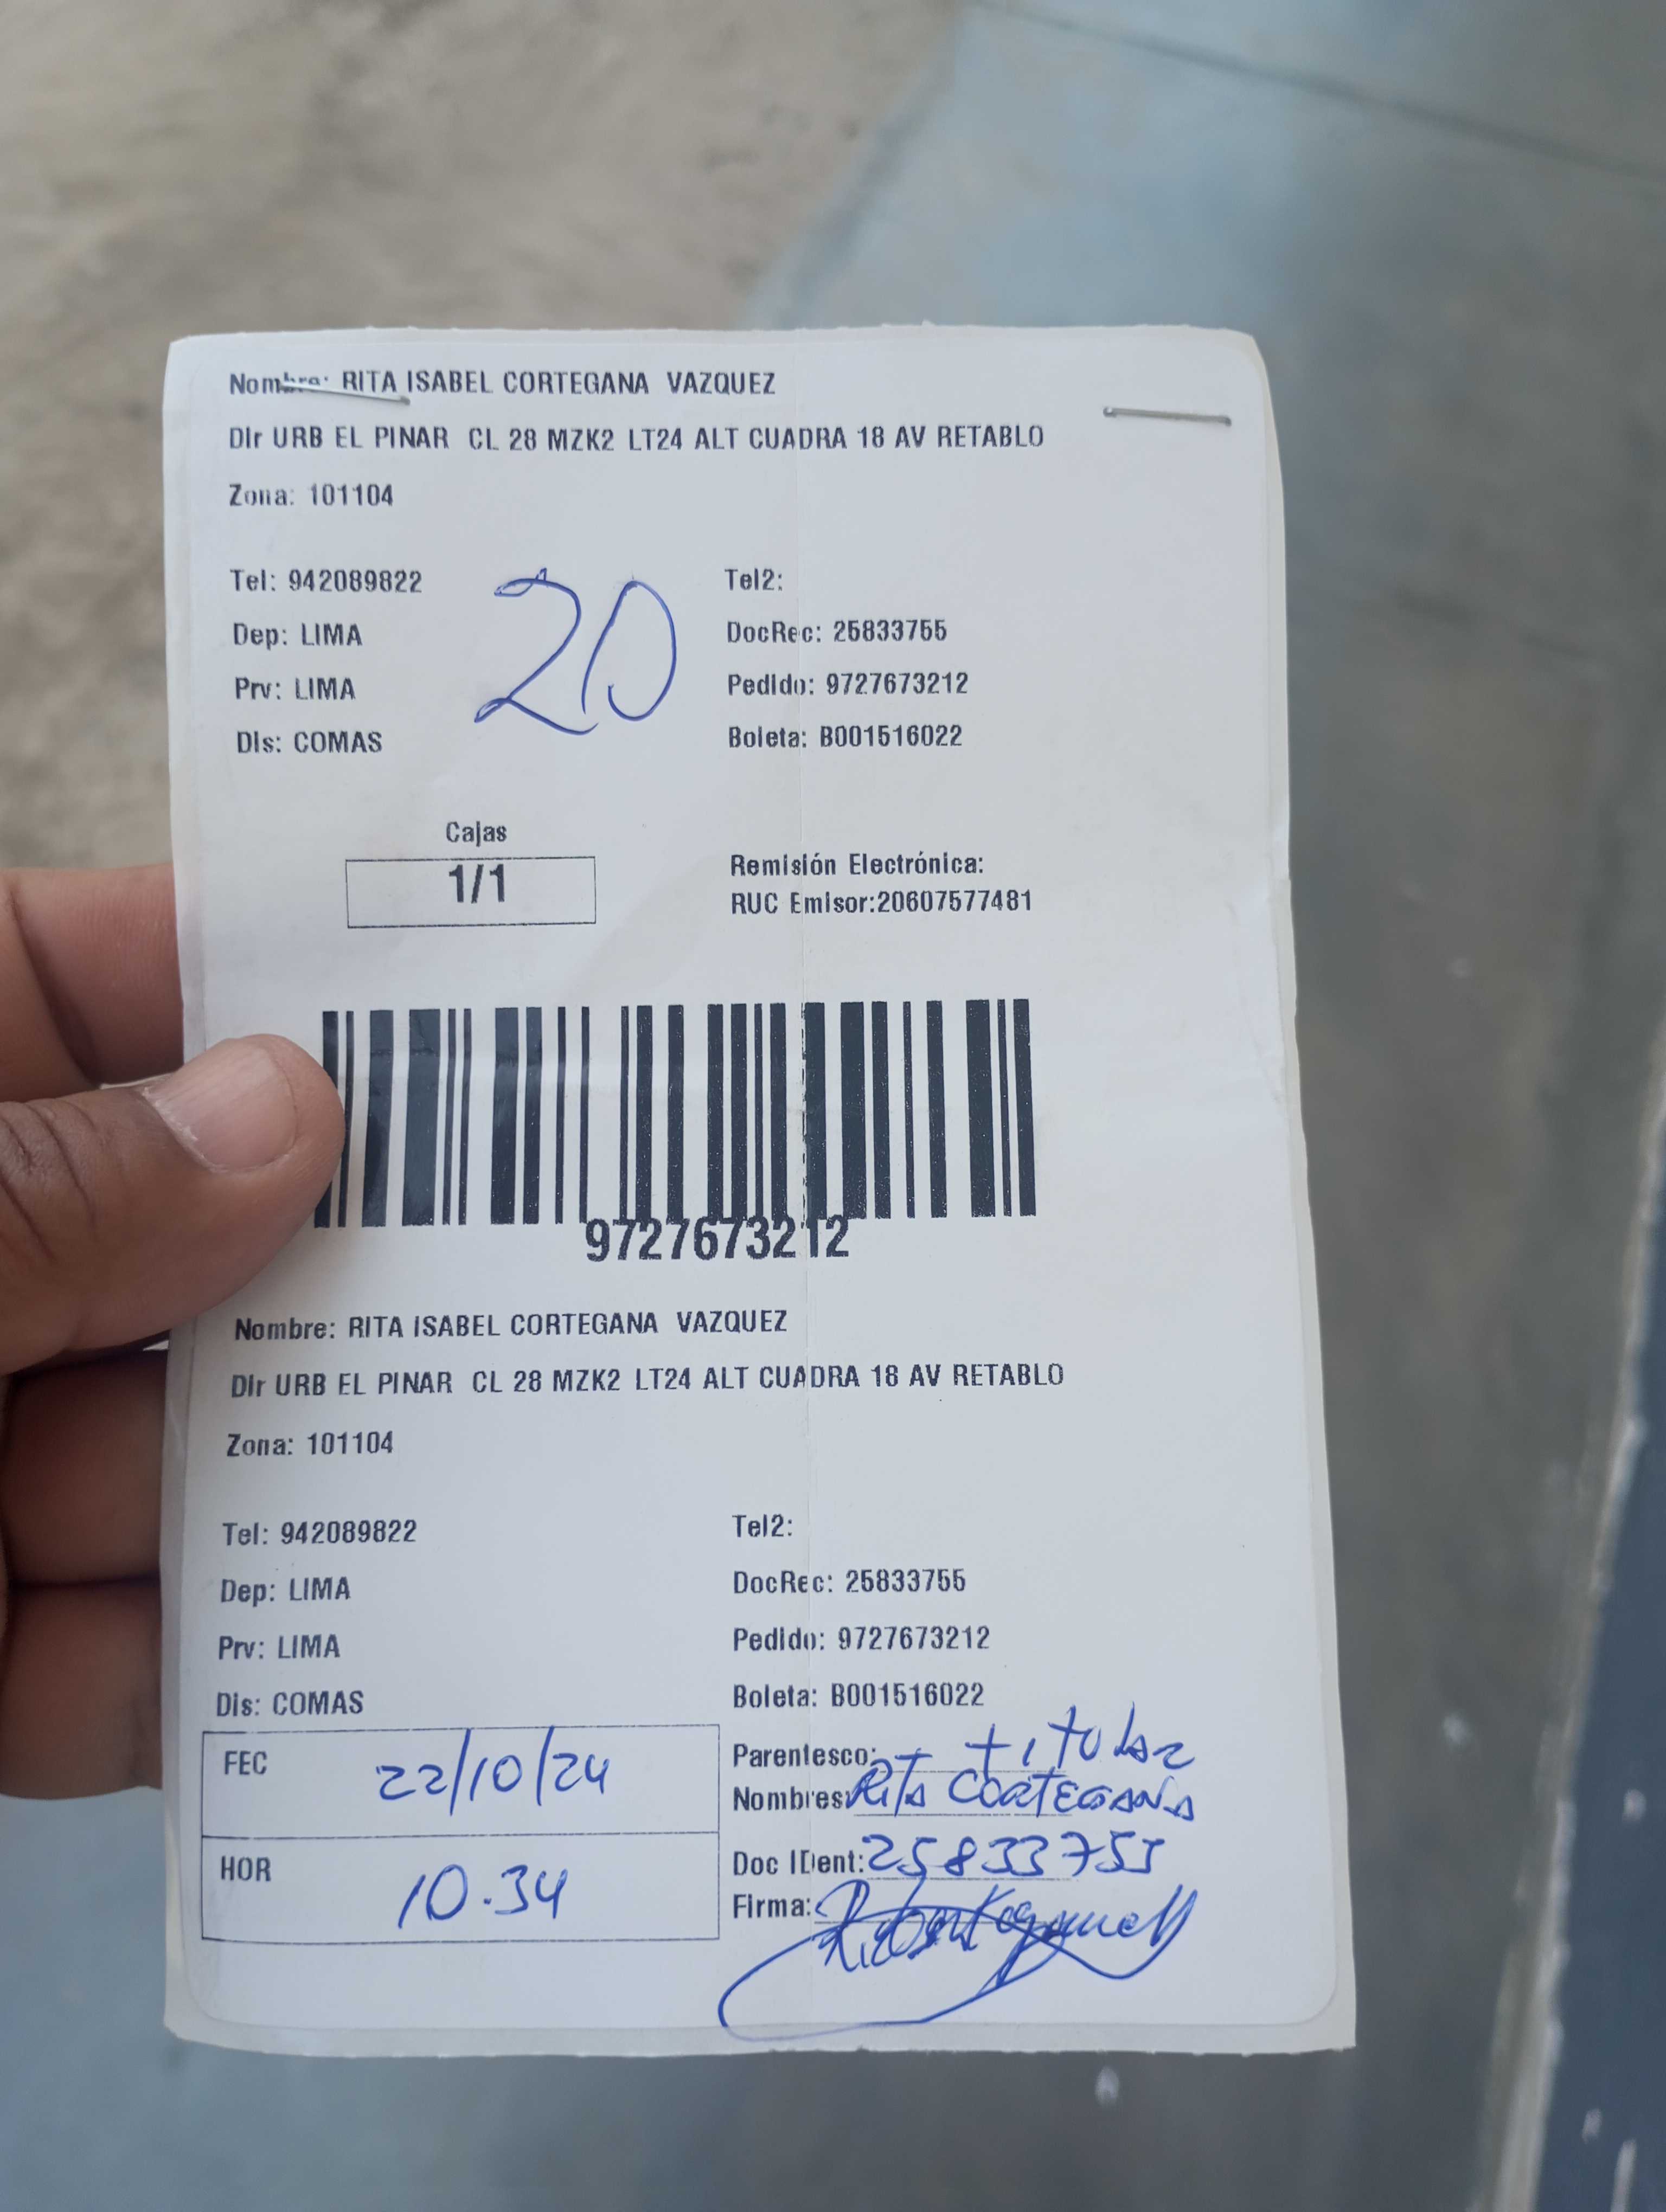 Nombre: RITA ISABEL CORTEGANA VAZQUEZ
Dir URB EL PINAR CL 28 MZK2 LT24 ALT CUADRA 18 AV RETABLO
Zona: 101104
Tel: 942089822 Tel2:
20
Dep: LIMA DocRec: 25833755
Prv: LIMA Pedido: 9727673212
Dis: COMAS Boleta: B001516022
Cajas
1/1
Remisión Electrónica:
RUC Emisor:20607577481
9727673212
Nombre: RITA ISABEL CORTEGANA VAZQUEZ
Dir URB EL PINAR CL 28 MZK2 LT24 ALT CUADRA 18 AV RETABLO
Zona: 101104
Tel: 942089822 Tel2:
Dep: LIMA DocRec: 25833755
Prv: LIMA Pedido: 9727673212
Dis: COMAS Boleta: B001516022
FEC 22/10/24
Parentesco: titular
Nombres: Rita CORTEGANA
HOR 10.34
Doc IDent: 25833755
Firma: